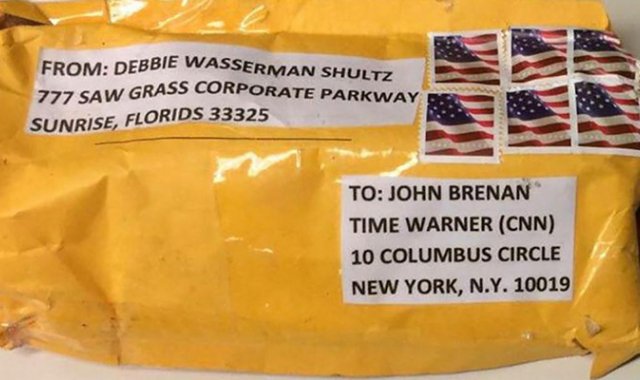 FROM: DEBBIE WASSERMAN SHULTZ
777 SAW GRASS CORPORATE PARKWAY
SUNRISE, FLORIDS 33325
TO: JOHN BRENAN
TIME WARNER (CNN)
10 COLUMBUS CIRCLE
NEW YORK, N.Y. 10019